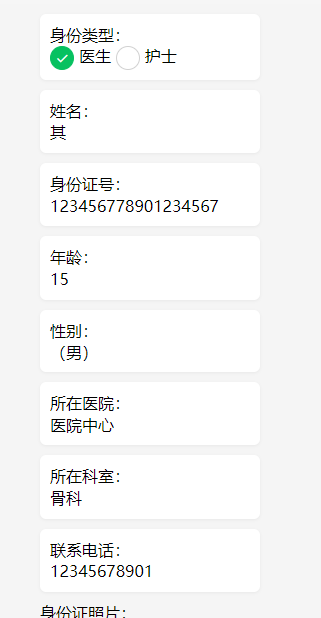 身份类型：
医生 护士
姓名：
其
身份证号：
123456778901234567
年龄：
15
性别：
（男）
所在医院：
医院中心
所在科室：
骨科
联系电话：
12345678901
身份证照片：